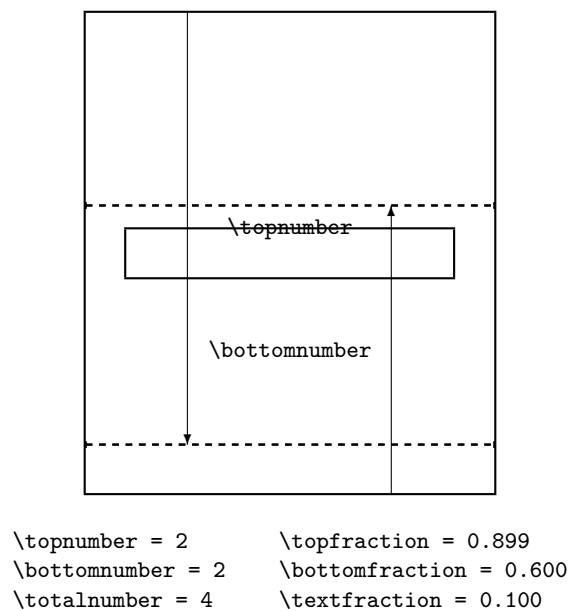 \topnumber
\bottomnumber
\topnumber = 2 \topfraction = 0.899
\bottomnumber = 2 \bottomfraction = 0.600
\totalnumber = 4 \textfraction = 0.100